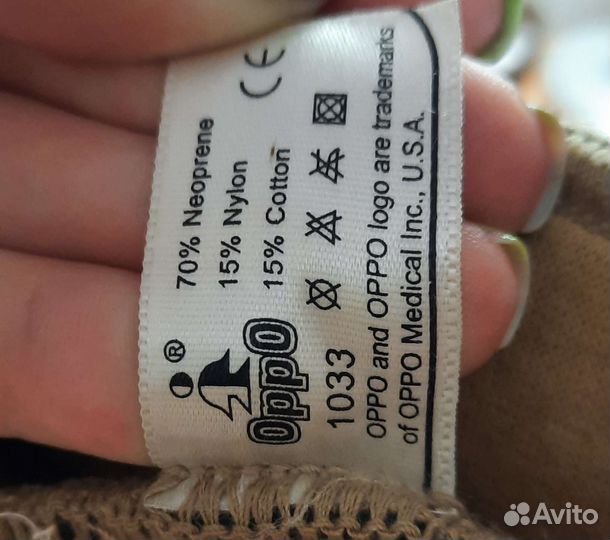 70% Neoprene
15% Nylon
15% Cotton
CE
®
OppO
1033
OPPO and OPPO logo are trademarks
of OPPO Medical Inc., U.S.A.
Avito